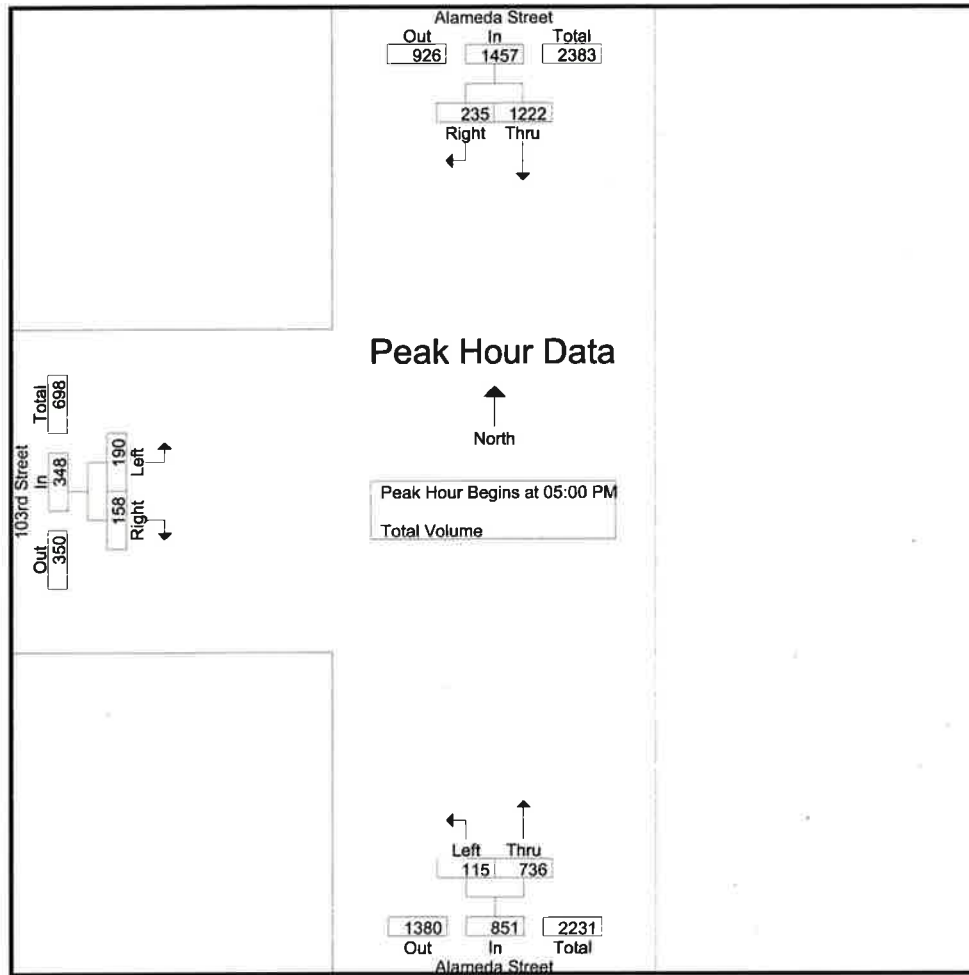 Alameda Street
Out In Total
926 1457 2383
235 1222
Right Thru
Peak Hour Data
North
Peak Hour Begins at 05:00 PM
Total Volume
103rd Street
Out In Total
350 348 698
158 190
Right Left
Left Thru
115 736
1380 851 2231
Out In Total
Alameda Street